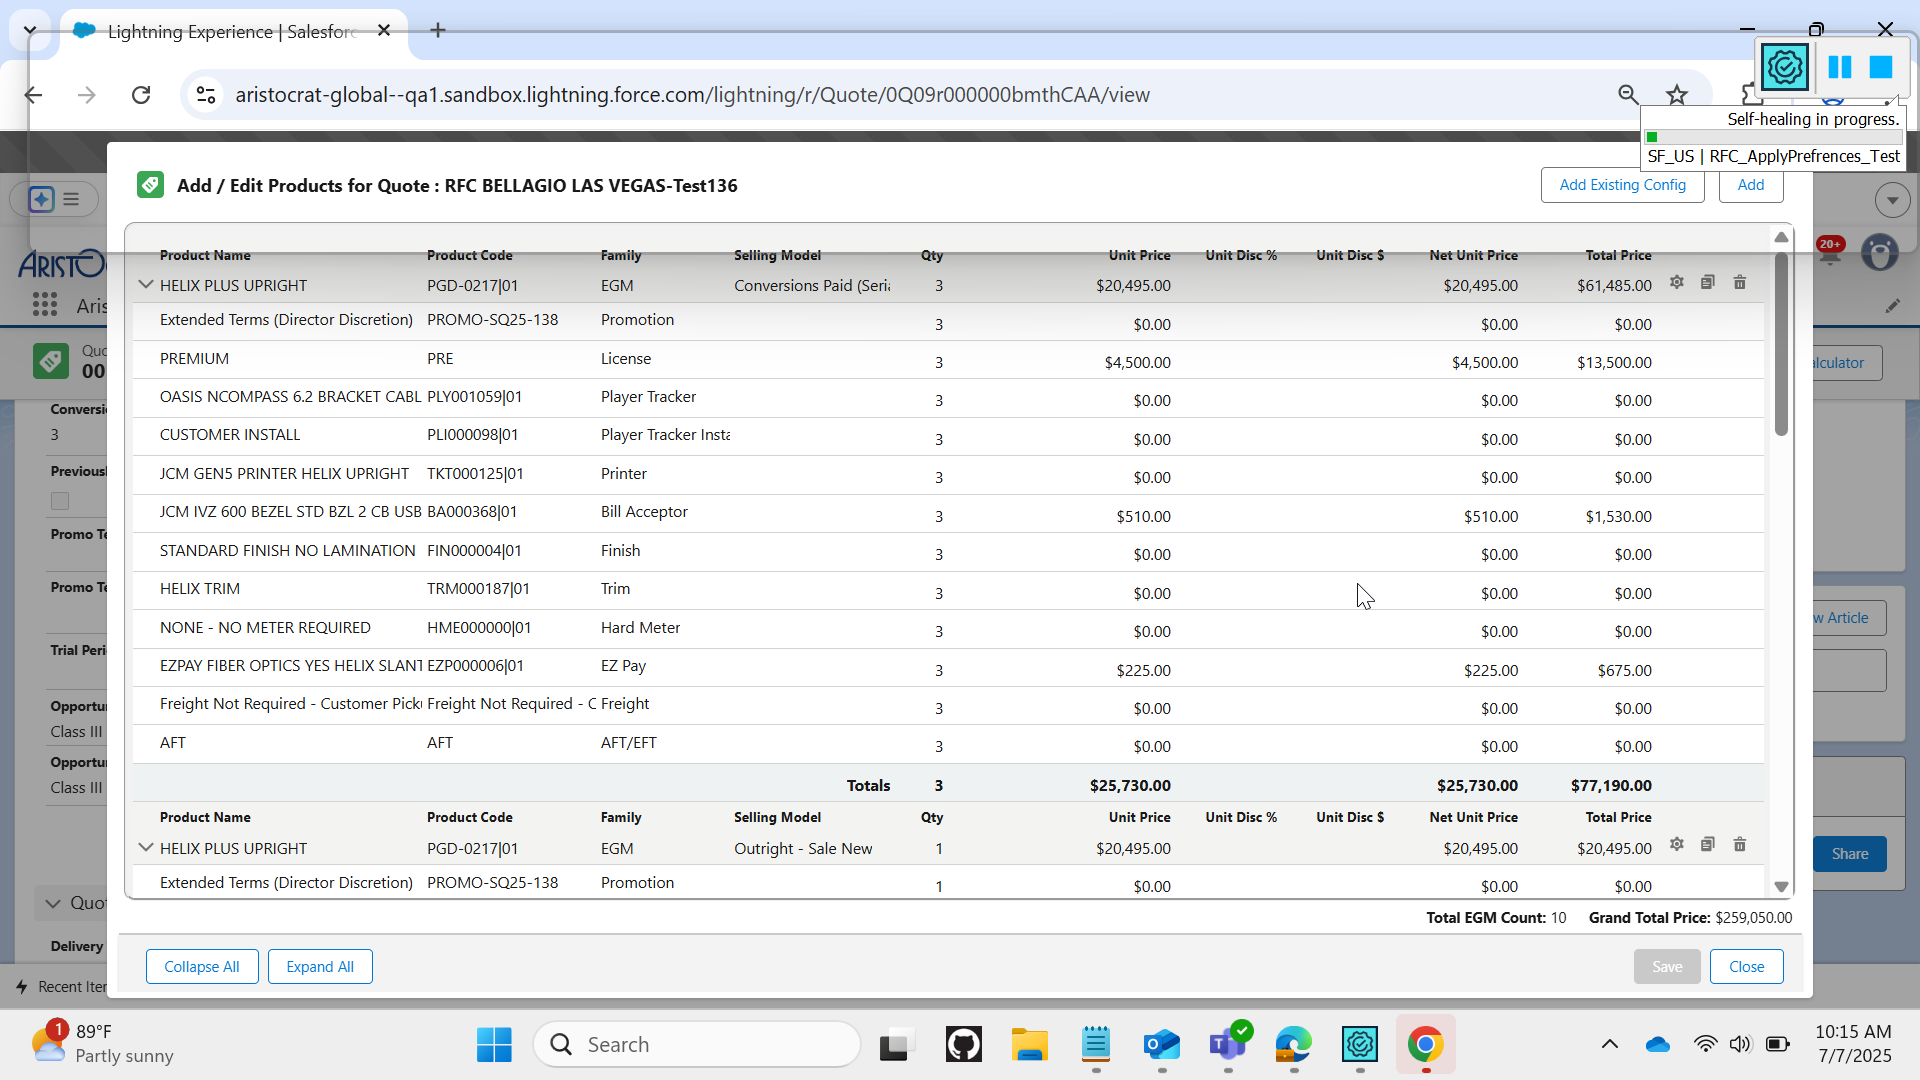 Lightning Experience | Salesforc
aristocrat-global--qa1.sandbox.lightning.force.com/lightning/r/Quote/0Q09r000000bmthCAA/view
Self-healing in progress.
SF_US | RFC_ApplyPrefrences_Test
Add / Edit Products for Quote : RFC BELLAGIO LAS VEGAS-Test136
Add Existing Config
Add
ARISTO
20+
Aris
Product Name Product Code Family Selling Model Qty Unit Price Unit Disc % Unit Disc $ Net Unit Price Total Price
HELIX PLUS UPRIGHT PGD-0217|01 EGM Conversions Paid (Seria 3 $20,495.00 $20,495.00 $61,485.00
Extended Terms (Director Discretion) PROMO-SQ25-138 Promotion 3 $0.00 $0.00 $0.00
PREMIUM PRE License 3 $4,500.00 $4,500.00 $13,500.00
OASIS NCOMPASS 6.2 BRACKET CABL PLY001059|01 Player Tracker 3 $0.00 $0.00 $0.00
CUSTOMER INSTALL PLI000098|01 Player Tracker Insta 3 $0.00 $0.00 $0.00
JCM GEN5 PRINTER HELIX UPRIGHT TKT000125|01 Printer 3 $0.00 $0.00 $0.00
JCM IVZ 600 BEZEL STD BZL 2 CB USB BA000368|01 Bill Acceptor 3 $510.00 $510.00 $1,530.00
STANDARD FINISH NO LAMINATION FIN000004|01 Finish 3 $0.00 $0.00 $0.00
HELIX TRIM TRM000187|01 Trim 3 $0.00 $0.00 $0.00
NONE - NO METER REQUIRED HME000000|01 Hard Meter 3 $0.00 $0.00 $0.00
EZPAY FIBER OPTICS YES HELIX SLANT EZP000006|01 EZ Pay 3 $225.00 $225.00 $675.00
Freight Not Required - Customer Picku Freight Not Required - C Freight 3 $0.00 $0.00 $0.00
AFT AFT AFT/EFT 3 $0.00 $0.00 $0.00
Totals 3 $25,730.00 $25,730.00 $77,190.00
Product Name Product Code Family Selling Model Qty Unit Price Unit Disc % Unit Disc $ Net Unit Price Total Price
HELIX PLUS UPRIGHT PGD-0217|01 EGM Outright - Sale New 1 $20,495.00 $20,495.00 $20,495.00
Extended Terms (Director Discretion) PROMO-SQ25-138 Promotion 1 $0.00 $0.00 $0.00
Total EGM Count: 10 Grand Total Price: $259,050.00
Collapse All
Expand All
Save
Close
Quo
00
Conversi
3
Previous
Promo Te
Promo Te
Trial Peri
Opportu
Class III
Opportu
Class III
Quo
Delivery
Recent Iter
alculator
w Article
Share
1
89°F
Partly sunny
Search
10:15 AM
7/7/2025